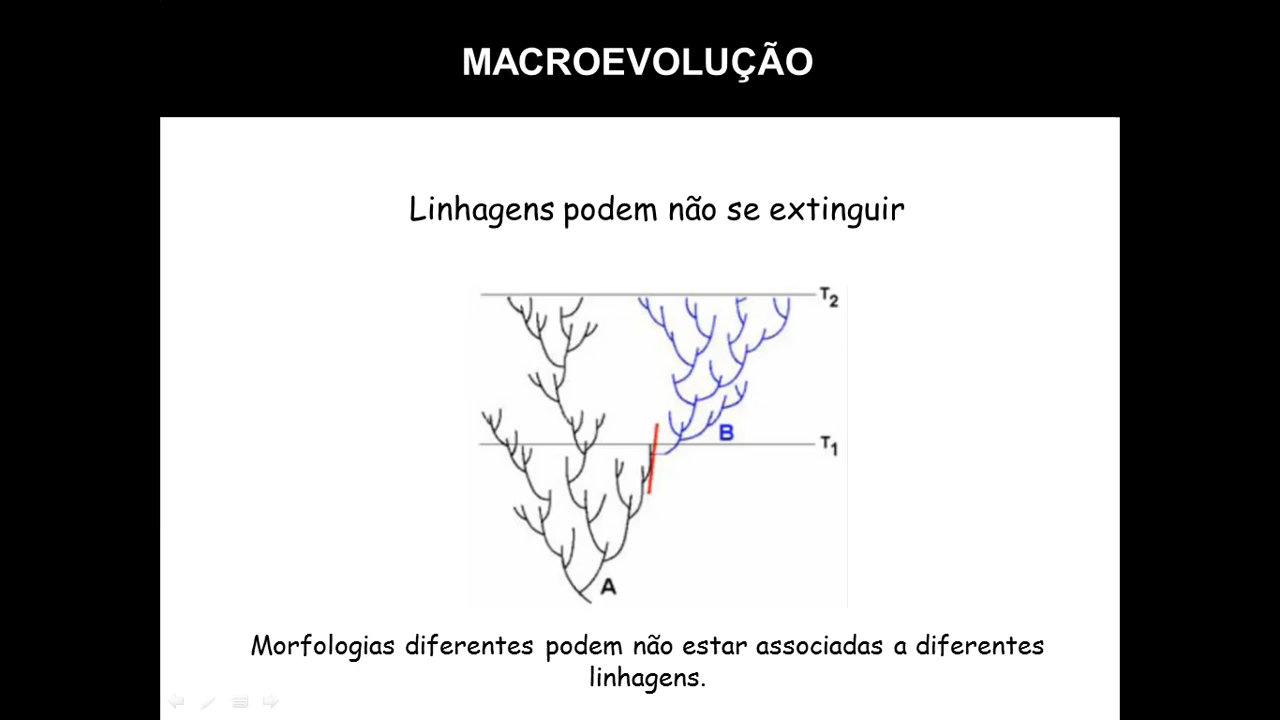 MACROEVOLUÇÃO
Linhagens podem não se extinguir
T2
B
T1
A
Morfologias diferentes podem não estar associadas a diferentes
linhagens.